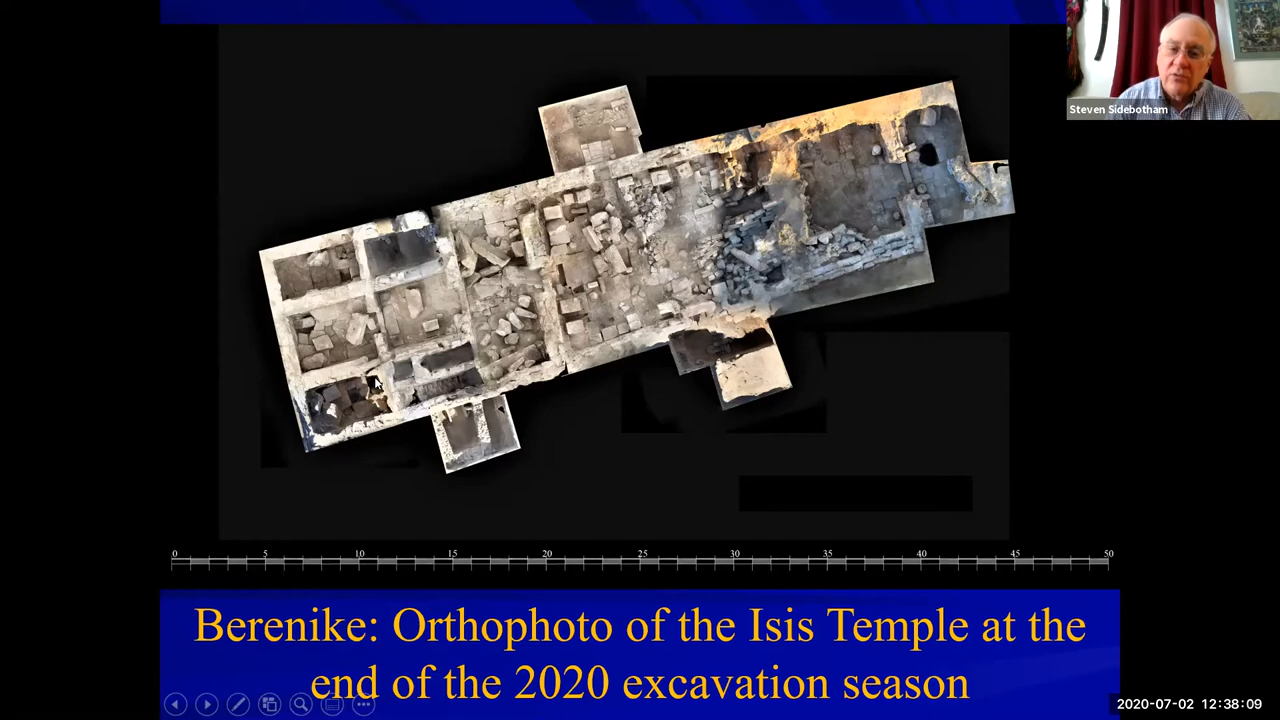 Steven Sidebotham
0 5 10 15 20 25 30 35 40 45 50
Berenike: Orthophoto of the Isis Temple at the
end of the 2020 excavation season
2020-07-02 12:38:09